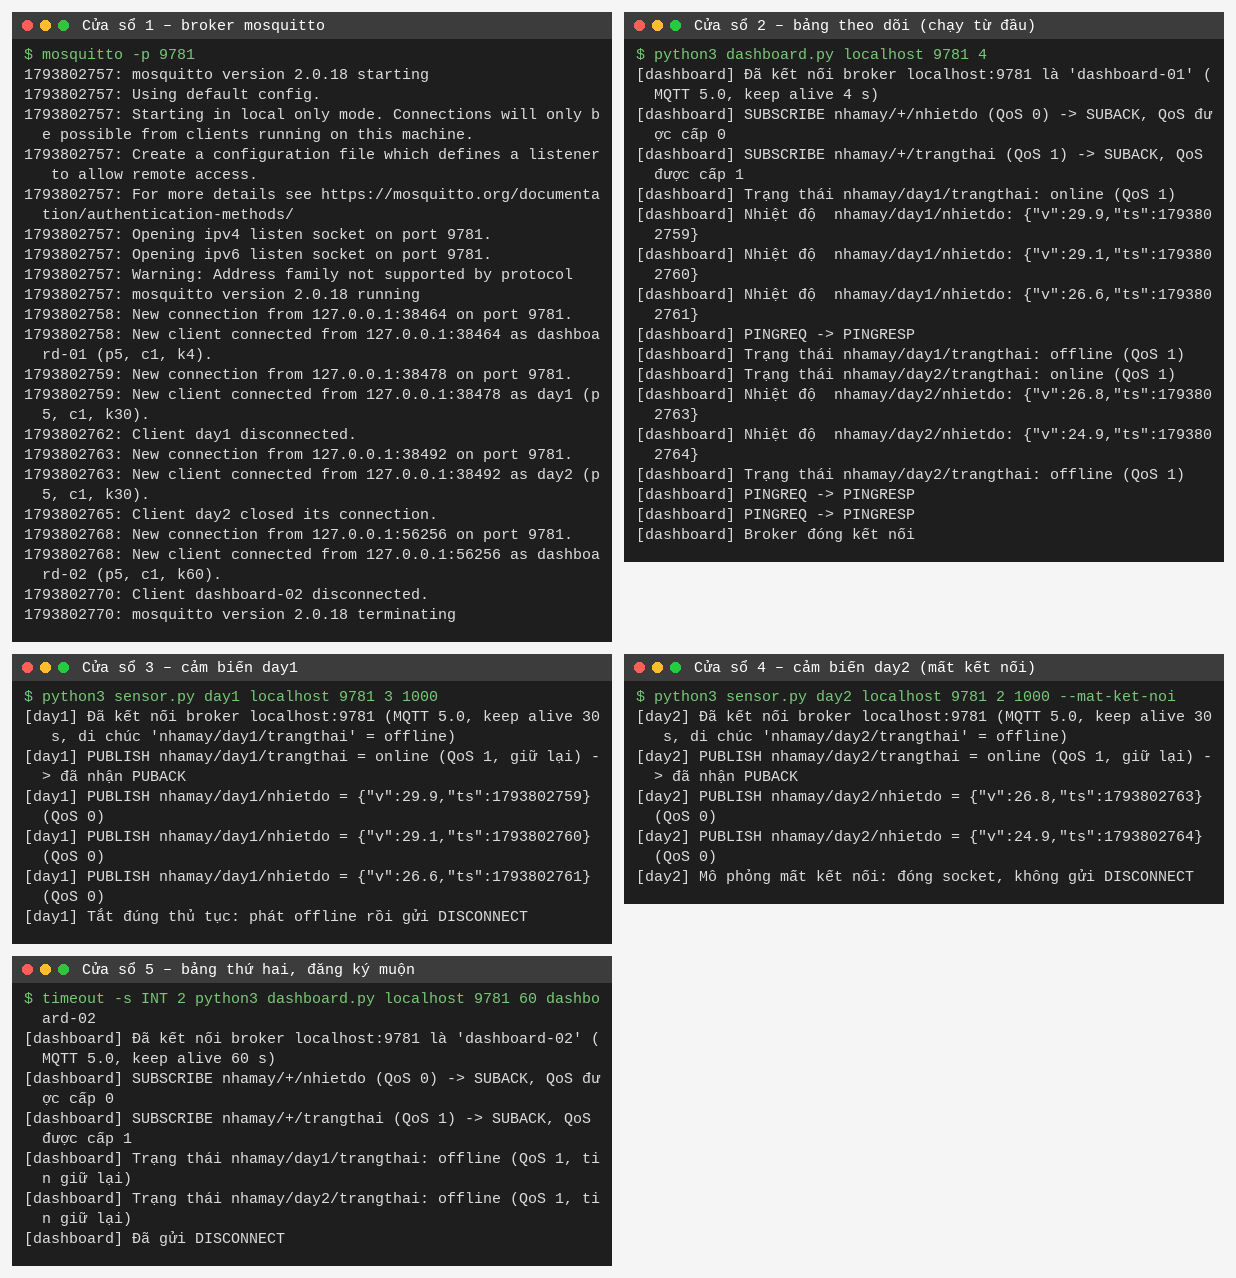 Cửa sổ 1 – broker mosquitto
$ mosquitto -p 9781
1793802757: mosquitto version 2.0.18 starting
1793802757: Using default config.
1793802757: Starting in local only mode. Connections will only b
e possible from clients running on this machine.
1793802757: Create a configuration file which defines a listener
to allow remote access.
1793802757: For more details see https://mosquitto.org/documenta
tion/authentication-methods/
1793802757: Opening ipv4 listen socket on port 9781.
1793802757: Opening ipv6 listen socket on port 9781.
1793802757: Warning: Address family not supported by protocol
1793802757: mosquitto version 2.0.18 running
1793802758: New connection from 127.0.0.1:38464 on port 9781.
1793802758: New client connected from 127.0.0.1:38464 as dashboa
rd-01 (p5, c1, k4).
1793802759: New connection from 127.0.0.1:38478 on port 9781.
1793802759: New client connected from 127.0.0.1:38478 as day1 (p
5, c1, k30).
1793802762: Client day1 disconnected.
1793802763: New connection from 127.0.0.1:38492 on port 9781.
1793802763: New client connected from 127.0.0.1:38492 as day2 (p
5, c1, k30).
1793802765: Client day2 closed its connection.
1793802768: New connection from 127.0.0.1:56256 on port 9781.
1793802768: New client connected from 127.0.0.1:56256 as dashboa
rd-02 (p5, c1, k60).
1793802770: Client dashboard-02 disconnected.
1793802770: mosquitto version 2.0.18 terminating
Cửa sổ 2 – bảng theo dõi (chạy từ đầu)
$ python3 dashboard.py localhost 9781 4
[dashboard] Đã kết nối broker localhost:9781 là 'dashboard-01' (
MQTT 5.0, keep alive 4 s)
[dashboard] SUBSCRIBE nhamay/+/nhietdo (QoS 0) -> SUBACK, QoS đư
ợc cấp 0
[dashboard] SUBSCRIBE nhamay/+/trangthai (QoS 1) -> SUBACK, QoS
được cấp 1
[dashboard] Trạng thái nhamay/day1/trangthai: online (QoS 1)
[dashboard] Nhiệt độ  nhamay/day1/nhietdo: {"v":29.9,"ts":179380
2759}
[dashboard] Nhiệt độ  nhamay/day1/nhietdo: {"v":29.1,"ts":179380
2760}
[dashboard] Nhiệt độ  nhamay/day1/nhietdo: {"v":26.6,"ts":179380
2761}
[dashboard] PINGREQ -> PINGRESP
[dashboard] Trạng thái nhamay/day1/trangthai: offline (QoS 1)
[dashboard] Trạng thái nhamay/day2/trangthai: online (QoS 1)
[dashboard] Nhiệt độ  nhamay/day2/nhietdo: {"v":26.8,"ts":179380
2763}
[dashboard] Nhiệt độ  nhamay/day2/nhietdo: {"v":24.9,"ts":179380
2764}
[dashboard] Trạng thái nhamay/day2/trangthai: offline (QoS 1)
[dashboard] PINGREQ -> PINGRESP
[dashboard] PINGREQ -> PINGRESP
[dashboard] Broker đóng kết nối
Cửa sổ 3 – cảm biến day1
$ python3 sensor.py day1 localhost 9781 3 1000
[day1] Đã kết nối broker localhost:9781 (MQTT 5.0, keep alive 30
s, di chúc 'nhamay/day1/trangthai' = offline)
[day1] PUBLISH nhamay/day1/trangthai = online (QoS 1, giữ lại) -
> đã nhận PUBACK
[day1] PUBLISH nhamay/day1/nhietdo = {"v":29.9,"ts":1793802759}
(QoS 0)
[day1] PUBLISH nhamay/day1/nhietdo = {"v":29.1,"ts":1793802760}
(QoS 0)
[day1] PUBLISH nhamay/day1/nhietdo = {"v":26.6,"ts":1793802761}
(QoS 0)
[day1] Tắt đúng thủ tục: phát offline rồi gửi DISCONNECT
Cửa sổ 4 – cảm biến day2 (mất kết nối)
$ python3 sensor.py day2 localhost 9781 2 1000 --mat-ket-noi
[day2] Đã kết nối broker localhost:9781 (MQTT 5.0, keep alive 30
s, di chúc 'nhamay/day2/trangthai' = offline)
[day2] PUBLISH nhamay/day2/trangthai = online (QoS 1, giữ lại) -
> đã nhận PUBACK
[day2] PUBLISH nhamay/day2/nhietdo = {"v":26.8,"ts":1793802763}
(QoS 0)
[day2] PUBLISH nhamay/day2/nhietdo = {"v":24.9,"ts":1793802764}
(QoS 0)
[day2] Mô phỏng mất kết nối: đóng socket, không gửi DISCONNECT
Cửa sổ 5 – bảng thứ hai, đăng ký muộn
$ timeout -s INT 2 python3 dashboard.py localhost 9781 60 dashbo
ard-02
[dashboard] Đã kết nối broker localhost:9781 là 'dashboard-02' (
MQTT 5.0, keep alive 60 s)
[dashboard] SUBSCRIBE nhamay/+/nhietdo (QoS 0) -> SUBACK, QoS đư
ợc cấp 0
[dashboard] SUBSCRIBE nhamay/+/trangthai (QoS 1) -> SUBACK, QoS
được cấp 1
[dashboard] Trạng thái nhamay/day1/trangthai: offline (QoS 1, ti
n giữ lại)
[dashboard] Trạng thái nhamay/day2/trangthai: offline (QoS 1, ti
n giữ lại)
[dashboard] Đã gửi DISCONNECT